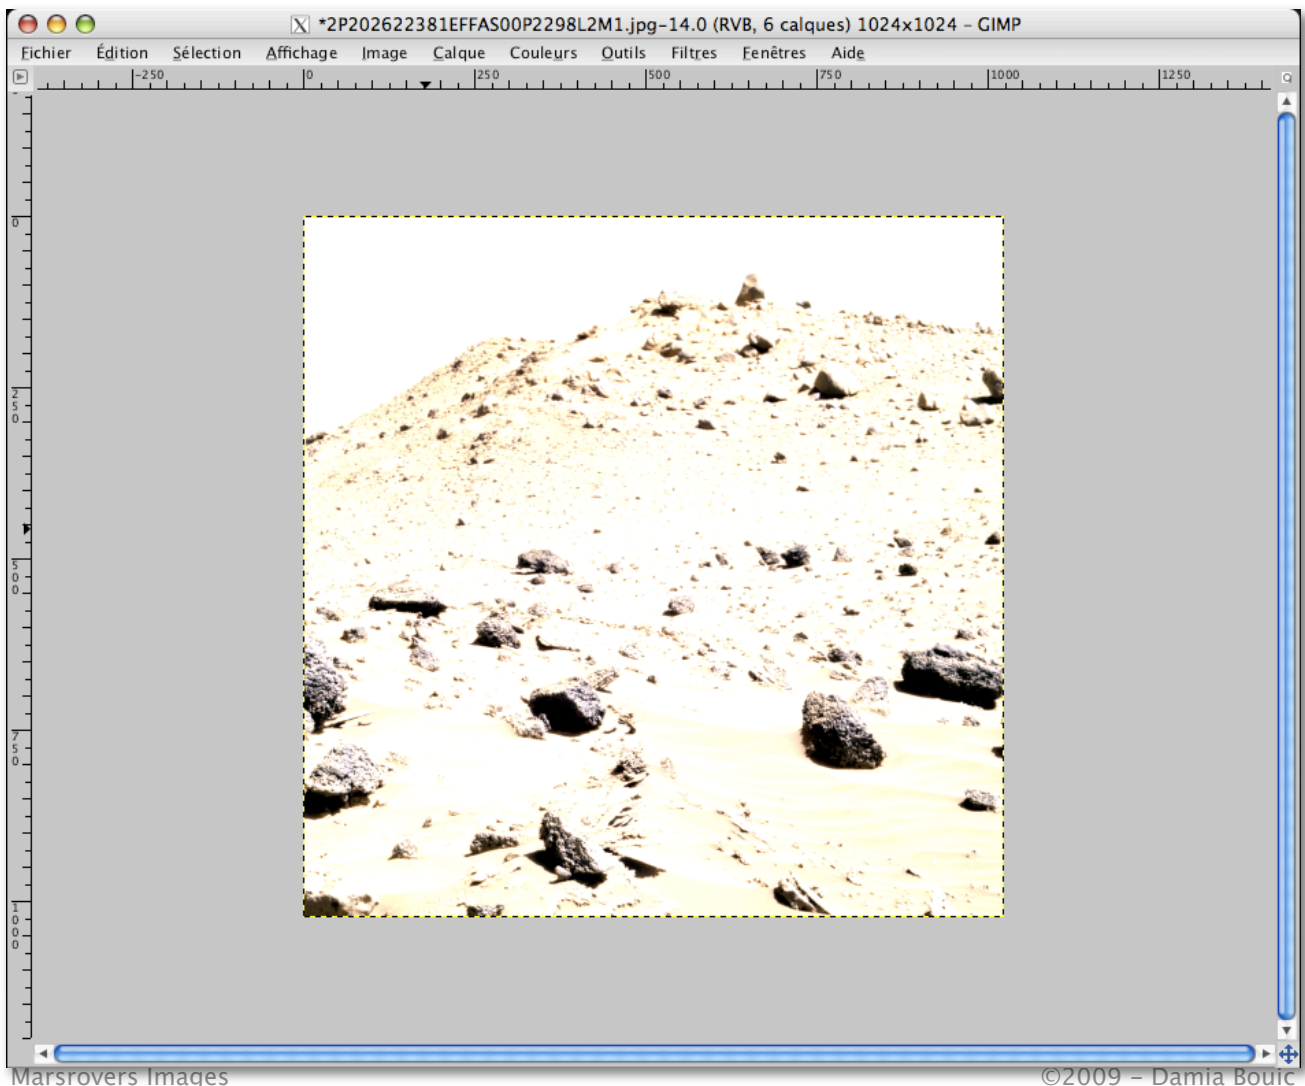 *2P202622381EFFAS00P2298L2M1.jpg-14.0 (RVB, 6 calques) 1024x1024 – GIMP
Fichier Édition Sélection Affichage Image Calque Couleurs Outils Filtres Fenêtres Aide
-250 0 250 500 750 1000 1250
0
250
500
750
1000
Marsrovers Images ©2009 – Damia Bouic